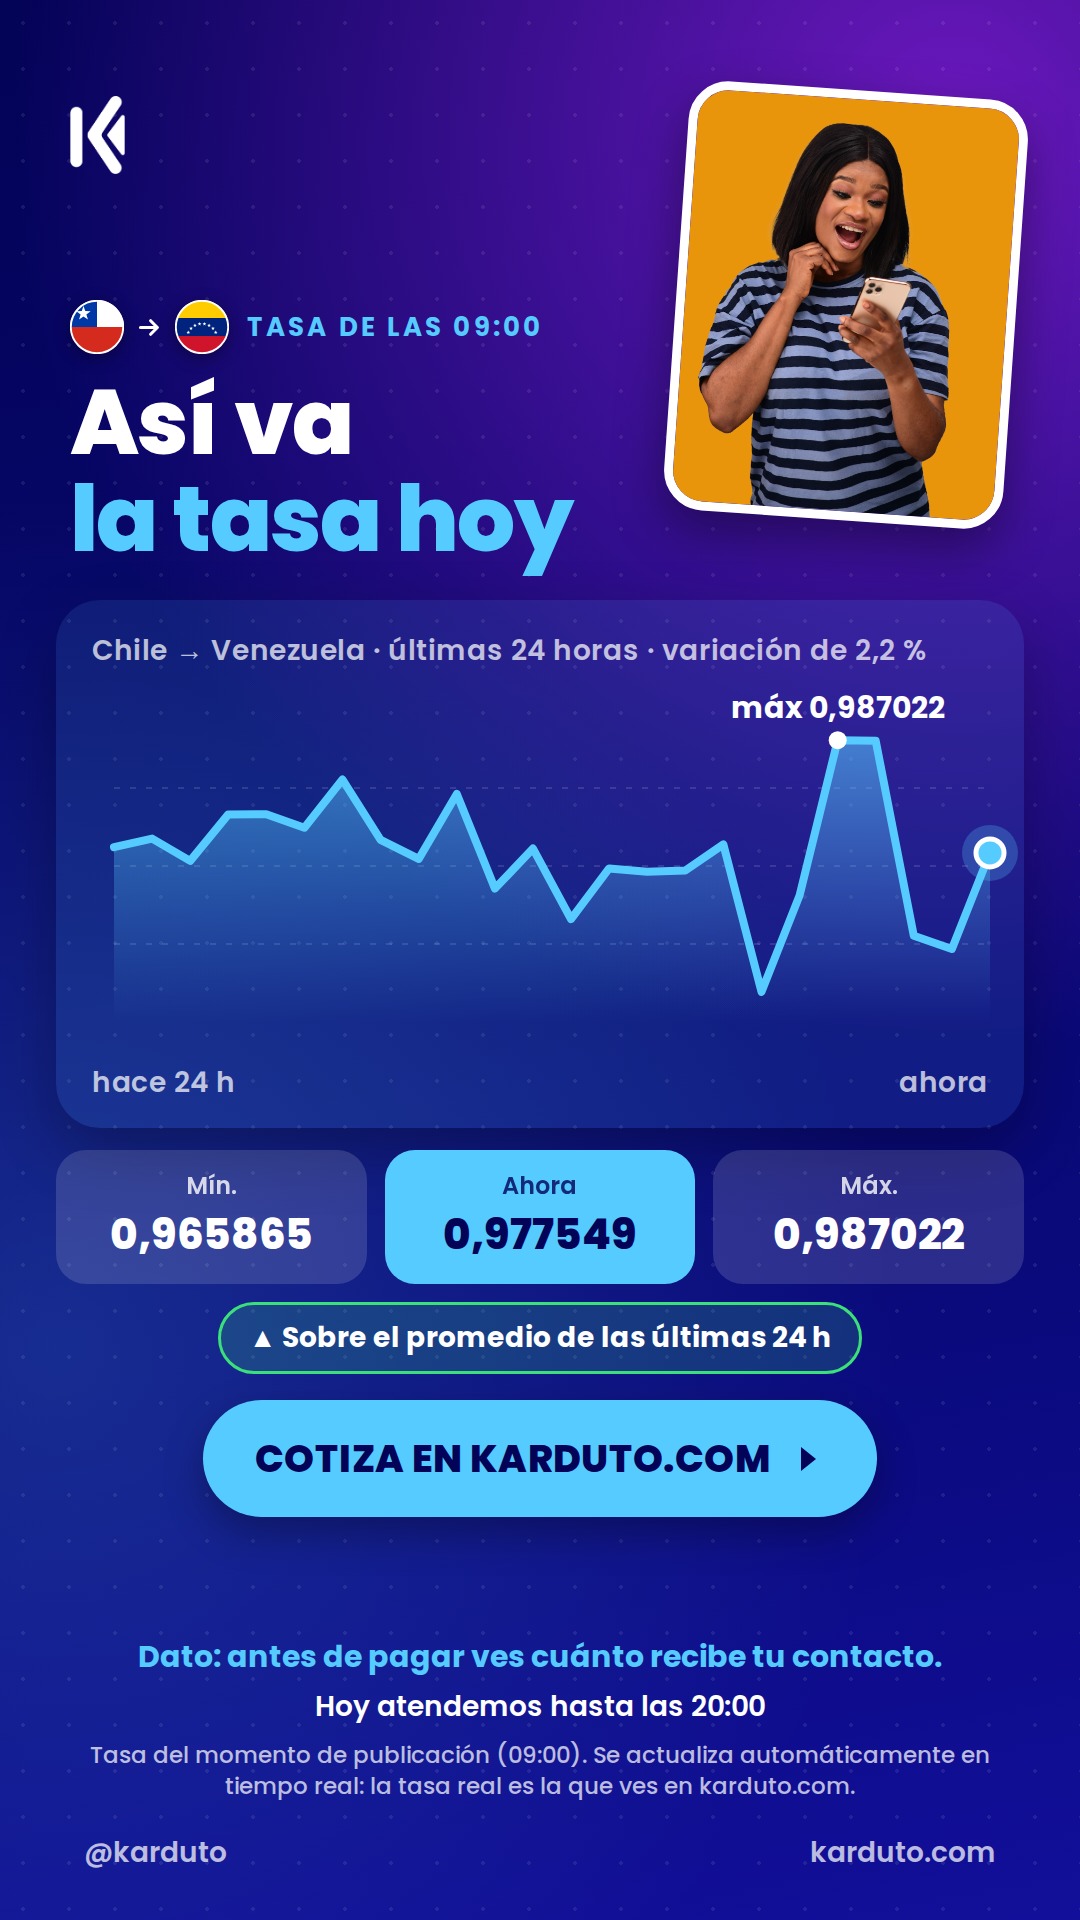 TASA DE LAS 09:00
Así va
la tasa hoy
Chile → Venezuela · últimas 24 horas · variación de 2,2 %
máx 0,987022
hace 24 h
ahora
Mín.
0,965865
Ahora
0,977549
Máx.
0,987022
▲ Sobre el promedio de las últimas 24 h
COTIZA EN KARDUTO.COM
Dato: antes de pagar ves cuánto recibe tu contacto.
Hoy atendemos hasta las 20:00
Tasa del momento de publicación (09:00). Se actualiza automáticamente en
tiempo real: la tasa real es la que ves en karduto.com.
@karduto
karduto.com